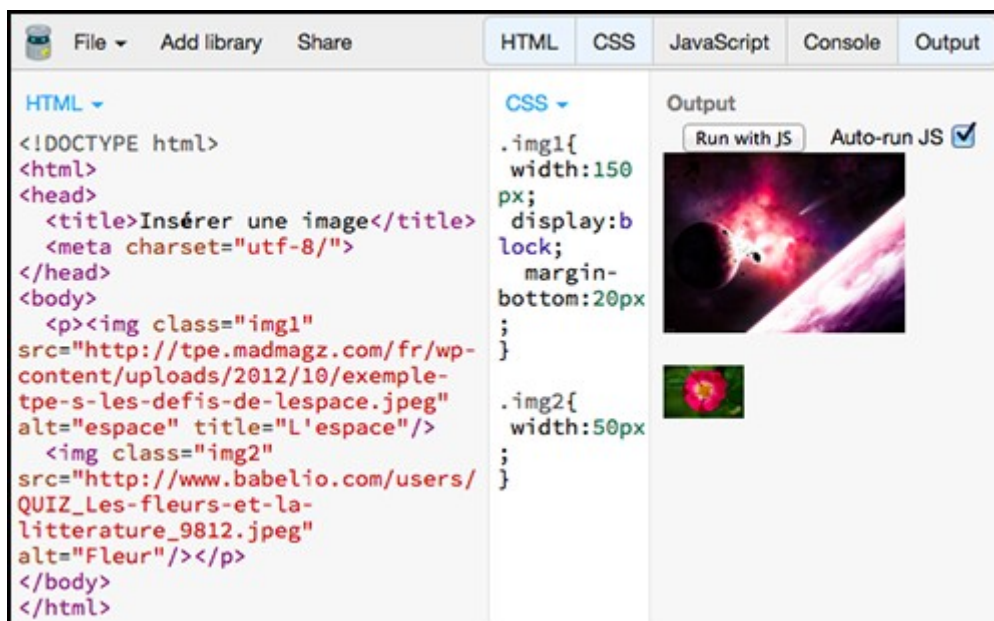 File Add library Share HTML CSS JavaScript Console Output
HTML
<!DOCTYPE html>
<html>
<head>
<title>Insérer une image</title>
<meta charset="utf-8/">
</head>
<body>
<p><img class="img1"
src="http://tpe.madmagz.com/fr/wp-
content/uploads/2012/10/exemple-
tpe-s-les-defis-de-lespace.jpeg"
alt="espace" title="L'espace"/>
<img class="img2"
src="http://www.babelio.com/users/
QUIZ_Les-fleurs-et-la-
litterature_9812.jpeg"
alt="Fleur"/></p>
</body>
</html>
CSS
.img1{
width:150
px;
display:b
lock;
margin-
bottom:20px
;
}
.img2{
width:50px
;
}
Output
Run with JS Auto-run JS